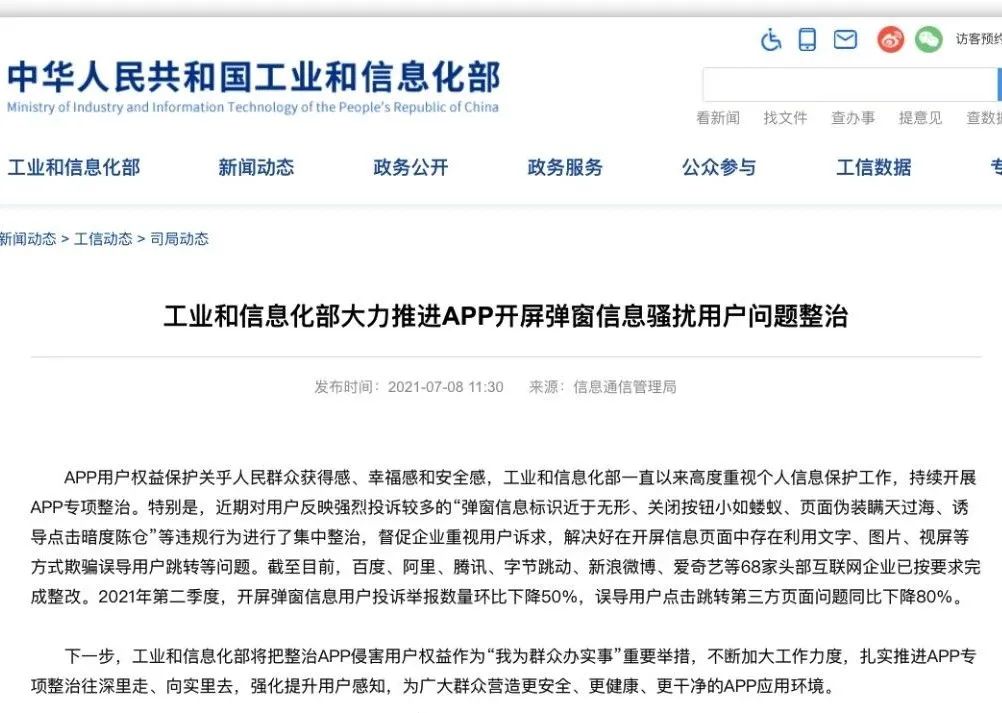 访客预约
中华人民共和国工业和信息化部
Ministry of Industry and Information Technology of the People's Republic of China
看新闻 找文件 查办事 提意见 查数据
工业和信息化部 新闻动态 政务公开 政务服务 公众参与 工信数据 专
新闻动态 > 工信动态 > 司局动态
工业和信息化部大力推进APP开屏弹窗信息骚扰用户问题整治
发布时间：2021-07-08 11:30 来源：信息通信管理局
APP用户权益保护关乎人民群众获得感、幸福感和安全感，工业和信息化部一直以来高度重视个人信息保护工作，持续开展
APP专项整治。特别是，近期对用户反映强烈投诉较多的“弹窗信息标识近于无形、关闭按钮小如蝼蚁、页面伪装瞒天过海、诱
导点击暗度陈仓”等违规行为进行了集中整治，督促企业重视用户诉求，解决好在开屏信息页面中存在利用文字、图片、视屏等
方式欺骗误导用户跳转等问题。截至目前，百度、阿里、腾讯、字节跳动、新浪微博、爱奇艺等68家头部互联网企业已按要求完
成整改。2021年第二季度，开屏弹窗信息用户投诉举报数量环比下降50%，误导用户点击跳转第三方页面问题同比下降80%。
下一步，工业和信息化部将把整治APP侵害用户权益作为“我为群众办实事”重要举措，不断加大工作力度，扎实推进APP专
项整治往深里走、向实里去，强化提升用户感知，为广大群众营造更安全、更健康、更干净的APP应用环境。